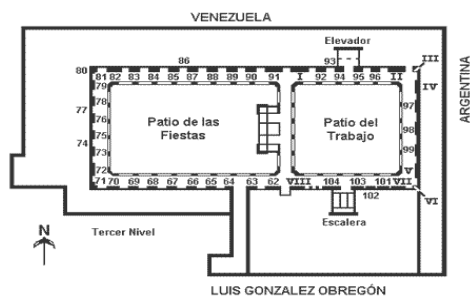 VENEZUELA
Elevador
86 93
80 III
81 82 83 84 85 87 88 89 90 91 I 92 94 95 96 II
79 IV
78 97
77
76 Patio de las Patio del 98
75 Fiestas Trabajo
74
73 99
72 V
71 70 69 68 67 66 65 64 63 62 VIII 104 103 101 VII
102
VI
Escalera
N
Tercer Nivel
ARGENTINA
LUIS GONZALEZ OBREGÓN